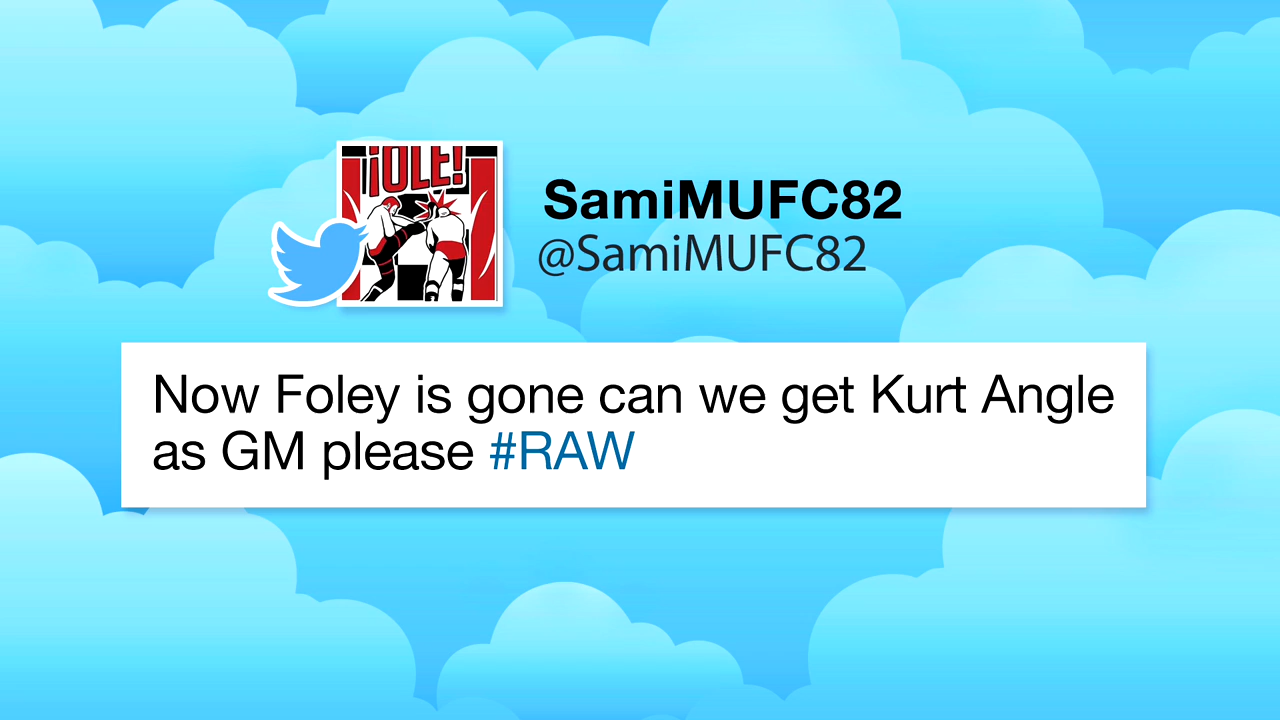 ¡OLE!
SamiMUFC82
@SamiMUFC82
Now Foley is gone can we get Kurt Angle
as GM please #RAW